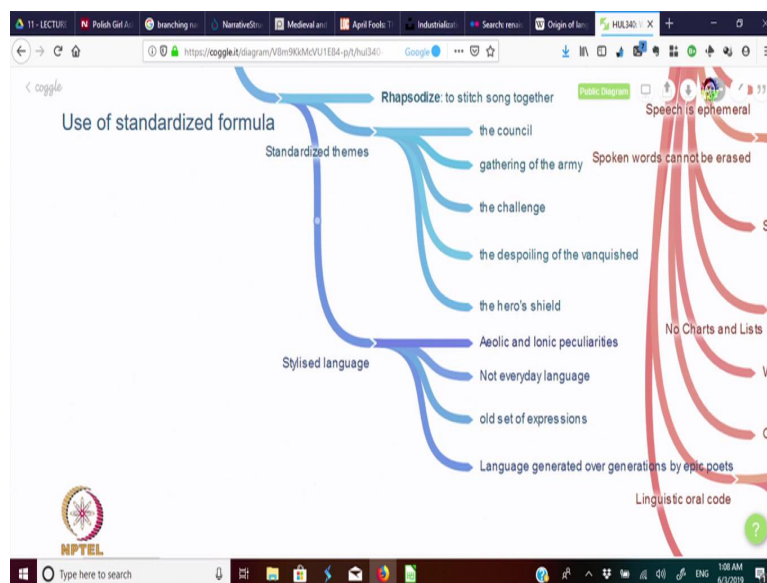 11 - LECTURE
Polish Girl
branching na
NarrativeStru
Medieval and
April Fools: T
Industrializati
Search: renais
Origin of lang
HUL340: V
https://coggle.it/diagram/V8m9KkMcVU1E84-p/t/hul340
Google
coggle
Public Diagram
Rhapsodize: to stitch song together
Speech is ephemeral
Use of standardized formula
Standardized themes
the council
Spoken words cannot be erased
gathering of the army
the challenge
S
the despoiling of the vanquished
the hero's shield
No Charts and Lists
Aeolic and Ionic peculiarities
Stylised language
Not everyday language
old set of expressions
Language generated over generations by epic poets
Linguistic oral code
NPTEL
Type here to search
ENG
1:08 AM
6/3/2019